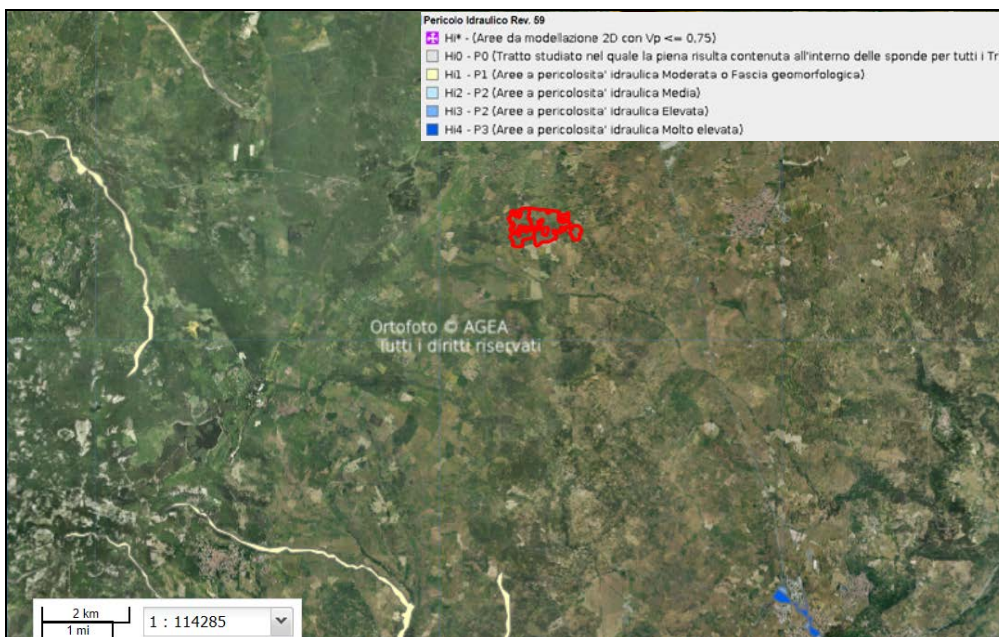 Pericolo Idraulico Rev. 59
Hi* - (Aree da modellazione 2D con Vp <= 0,75)
Hi0 - P0 (Tratto studiato nel quale la piena risulta contenuta all'interno delle sponde per tutti i Tr
Hi1 - P1 (Aree a pericolosita' idraulica Moderata o Fascia geomorfologica)
Hi2 - P2 (Aree a pericolosita' idraulica Media)
Hi3 - P2 (Aree a pericolosita' idraulica Elevata)
Hi4 - P3 (Aree a pericolosita' idraulica Molto elevata)
Ortofoto © AGEA
Tutti i diritti riservati
2 km
1 mi
1 : 114285